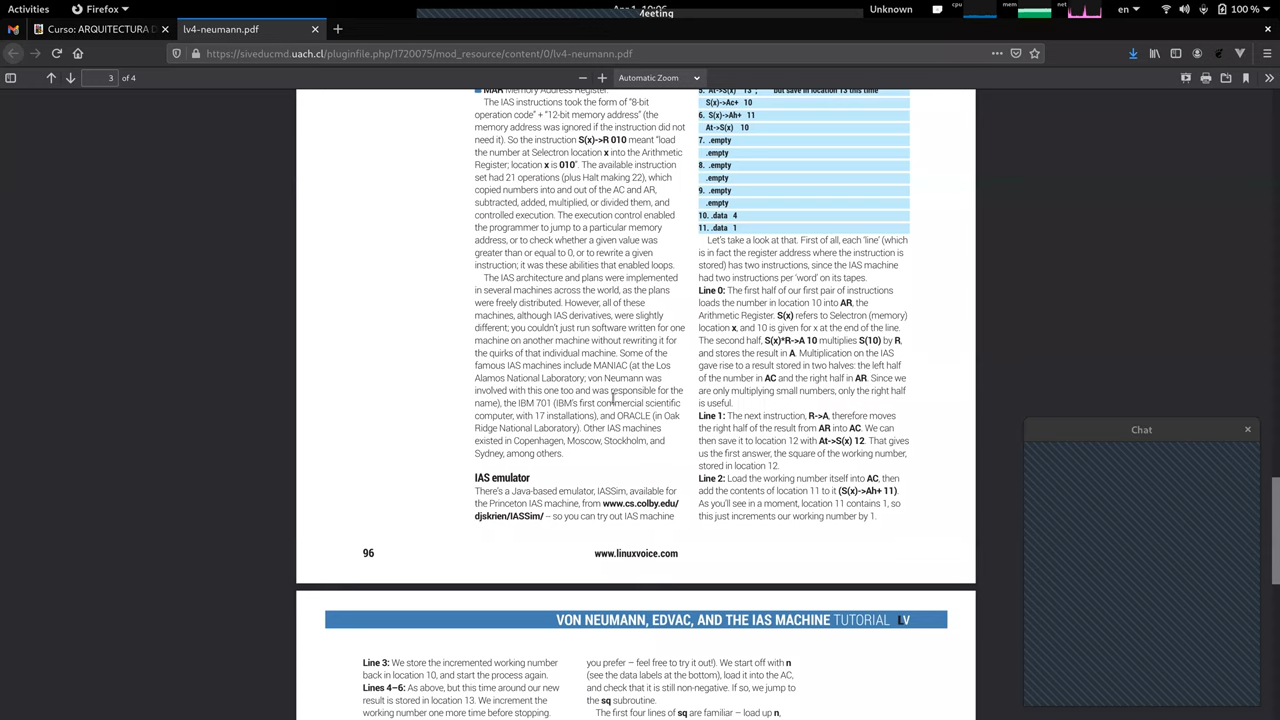 Activities
Firefox
Apr 1 10:05
Meeting
Unknown
cpu
mem
net
en
100 %
Curso: ARQUITECTURA D
lv4-neumann.pdf
https://siveducmd.uach.cl/pluginfile.php/1720075/mod_resource/content/0/lv4-neumann.pdf
3
of 4
Automatic Zoom
MAR Memory Address Register.
The IAS instructions took the form of “8-bit
operation code” + “12-bit memory address” (the
memory address was ignored if the instruction did not
need it). So the instruction S(x)->R 010 meant “load
the number at Selectron location x into the Arithmetic
Register; location x is 010”. The available instruction
set had 21 operations (plus Halt making 22), which
copied numbers into and out of the AC and AR,
subtracted, added, multiplied, or divided them, and
controlled execution. The execution control enabled
the programmer to jump to a particular memory
address, or to check whether a given value was
greater than or equal to 0, or to rewrite a given
instruction; it was these abilities that enabled loops.
The IAS architecture and plans were implemented
in several machines across the world, as the plans
were freely distributed. However, all of these
machines, although IAS derivatives, were slightly
different; you couldn’t just run software written for one
machine on another machine without rewriting it for
the quirks of that individual machine. Some of the
famous IAS machines include MANIAC (at the Los
Alamos National Laboratory; von Neumann was
involved with this one too and was responsible for the
name), the IBM 701 (IBM’s first commercial scientific
computer, with 17 installations), and ORACLE (in Oak
Ridge National Laboratory). Other IAS machines
existed in Copenhagen, Moscow, Stockholm, and
Sydney, among others.
IAS emulator
There’s a Java-based emulator, IASSim, available for
the Princeton IAS machine, from www.cs.colby.edu/
djskrien/IASSim/ – so you can try out IAS machine
5. At->S(x) 13 ; but save in location 13 this time
S(x)->Ac+ 10
6. S(x)->Ah+ 11
At->S(x) 10
7. .empty
.empty
8. .empty
.empty
9. .empty
.empty
10. .data 4
11. .data 1
Let’s take a look at that. First of all, each ‘line’ (which
is in fact the register address where the instruction is
stored) has two instructions, since the IAS machine
had two instructions per ‘word’ on its tapes.
Line 0: The first half of our first pair of instructions
loads the number in location 10 into AR, the
Arithmetic Register. S(x) refers to Selectron (memory)
location x, and 10 is given for x at the end of the line.
The second half, S(x)*R->A 10 multiplies S(10) by R,
and stores the result in A. Multiplication on the IAS
gave rise to a result stored in two halves: the left half
of the number in AC and the right half in AR. Since we
are only multiplying small numbers, only the right half
is useful.
Line 1: The next instruction, R->A, therefore moves
the right half of the result from AR into AC. We can
then save it to location 12 with At->S(x) 12. That gives
us the first answer, the square of the working number,
stored in location 12.
Line 2: Load the working number itself into AC, then
add the contents of location 11 to it (S(x)->Ah+ 11).
As you’ll see in a moment, location 11 contains 1, so
this just increments our working number by 1.
96
www.linuxvoice.com
VON NEUMANN, EDVAC, AND THE IAS MACHINE TUTORIAL LV
Line 3: We store the incremented working number
back in location 10, and start the process again.
Lines 4–6: As above, but this time around our new
result is stored in location 13. We increment the
working number one more time before stopping.
you prefer – feel free to try it out!). We start off with n
(see the data labels at the bottom), load it into the AC,
and check that it is still non-negative. If so, we jump to
the sq subroutine.
The first four lines of sq are familiar – load up n,
Chat